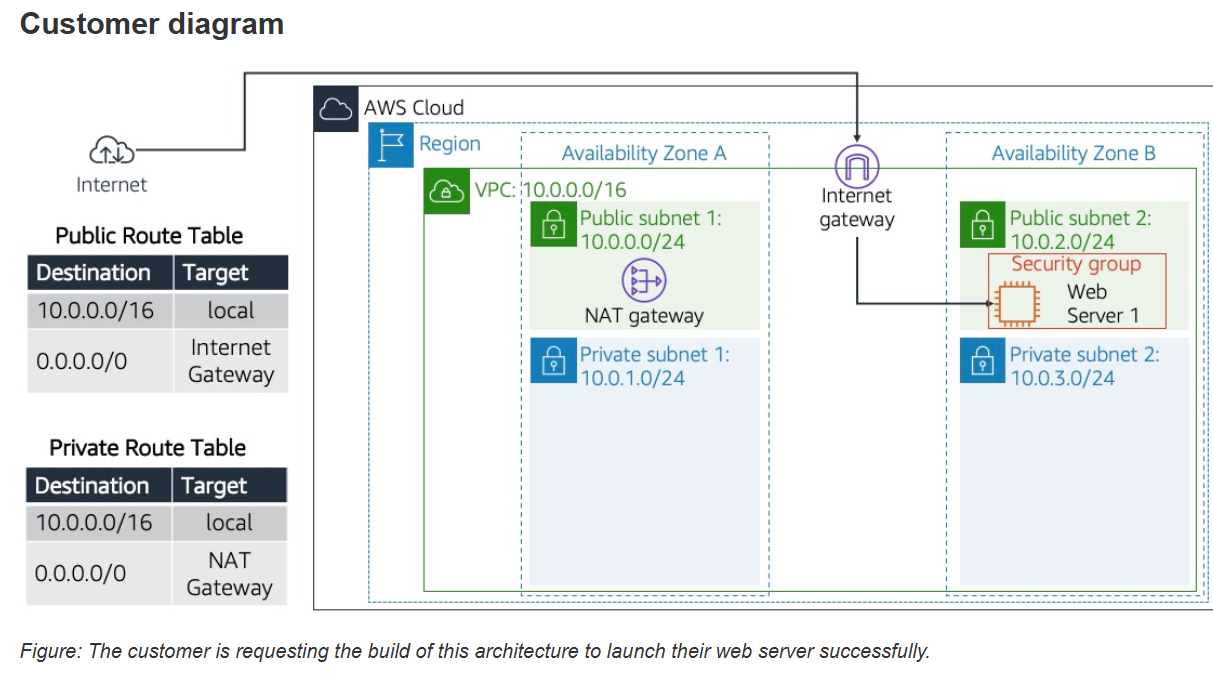 Customer diagram
AWS Cloud
Region
Availability Zone A
Availability Zone B
Internet
VPC: 10.0.0.0/16
Internet
gateway
Public subnet 1:
10.0.0.0/24
NAT gateway
Public subnet 2:
10.0.2.0/24
Security group
Web
Server 1
Private subnet 1:
10.0.1.0/24
Private subnet 2:
10.0.3.0/24
Public Route Table
Destination Target
10.0.0.0/16 local
0.0.0.0/0 Internet
Gateway
Private Route Table
Destination Target
10.0.0.0/16 local
0.0.0.0/0 NAT
Gateway
Figure: The customer is requesting the build of this architecture to launch their web server successfully.